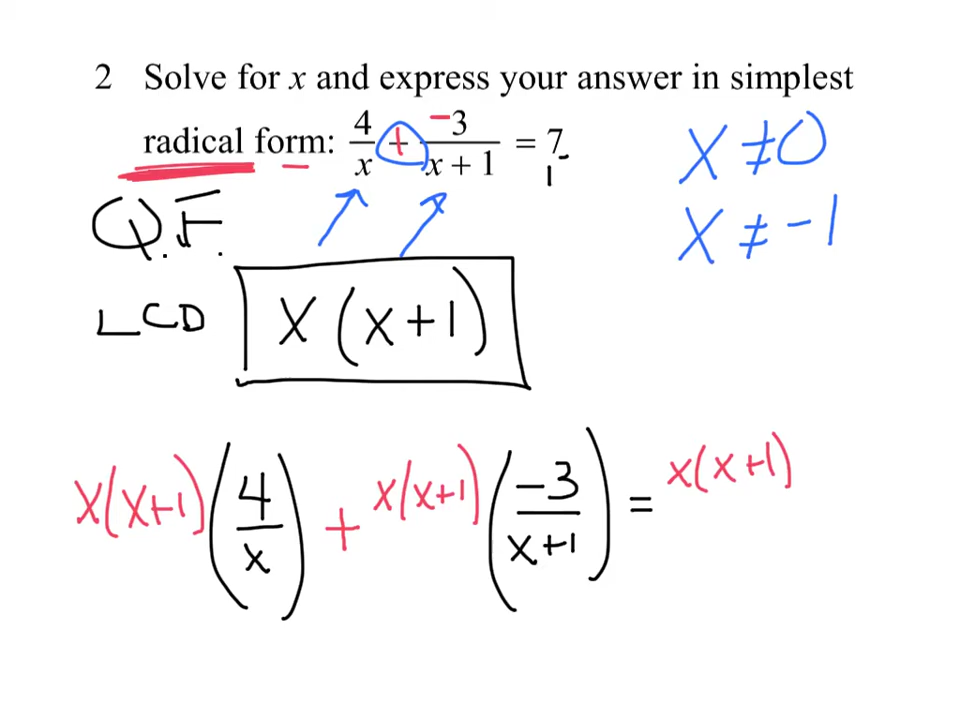 2 Solve for x and express your answer in simplest
radical form: 4/x + -3/(x + 1) = 7/1
x ≠ 0
x ≠ -1
Q.F.
LCD x(x+1)
x(x+1)(4/x) + x(x+1)(-3/(x+1)) = x(x+1)